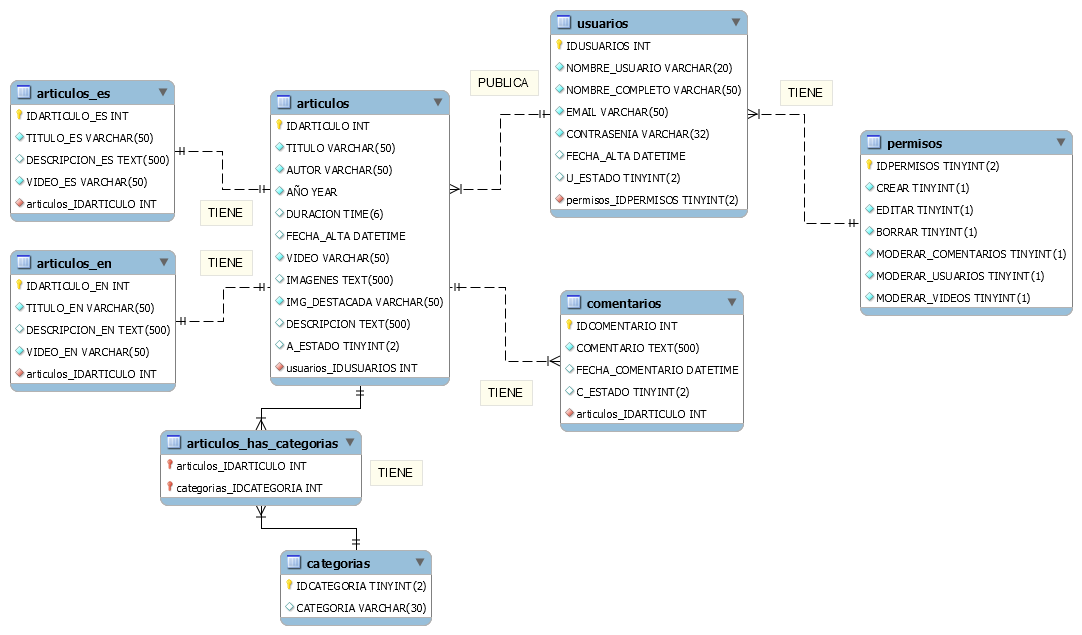 usuarios
IDUSUARIOS INT
NOMBRE_USUARIO VARCHAR(20)
NOMBRE_COMPLETO VARCHAR(50)
EMAIL VARCHAR(50)
CONTRASENIA VARCHAR(32)
FECHA_ALTA DATETIME
U_ESTADO TINYINT(2)
permisos_IDPERMISOS TINYINT(2)
PUBLICA
TIENE
articulos_es
IDARTICULO_ES INT
TITULO_ES VARCHAR(50)
DESCRIPCION_ES TEXT(500)
VIDEO_ES VARCHAR(50)
articulos_IDARTICULO INT
TIENE
articulos
IDARTICULO INT
TITULO VARCHAR(50)
AUTOR VARCHAR(50)
AÑO YEAR
DURACION TIME(6)
FECHA_ALTA DATETIME
VIDEO VARCHAR(50)
IMAGENES TEXT(500)
IMG_DESTACADA VARCHAR(50)
DESCRIPCION TEXT(500)
A_ESTADO TINYINT(2)
usuarios_IDUSUARIOS INT
permisos
IDPERMISOS TINYINT(2)
CREAR TINYINT(1)
EDITAR TINYINT(1)
BORRAR TINYINT(1)
MODERAR_COMENTARIOS TINYINT(1)
MODERAR_USUARIOS TINYINT(1)
MODERAR_VIDEOS TINYINT(1)
articulos_en
IDARTICULO_EN INT
TITULO_EN VARCHAR(50)
DESCRIPCION_EN TEXT(500)
VIDEO_EN VARCHAR(50)
articulos_IDARTICULO INT
TIENE
comentarios
IDCOMENTARIO INT
COMENTARIO TEXT(500)
FECHA_COMENTARIO DATETIME
C_ESTADO TINYINT(2)
articulos_IDARTICULO INT
TIENE
articulos_has_categorias
articulos_IDARTICULO INT
categorias_IDCATEGORIA INT
TIENE
categorias
IDCATEGORIA TINYINT(2)
CATEGORIA VARCHAR(30)